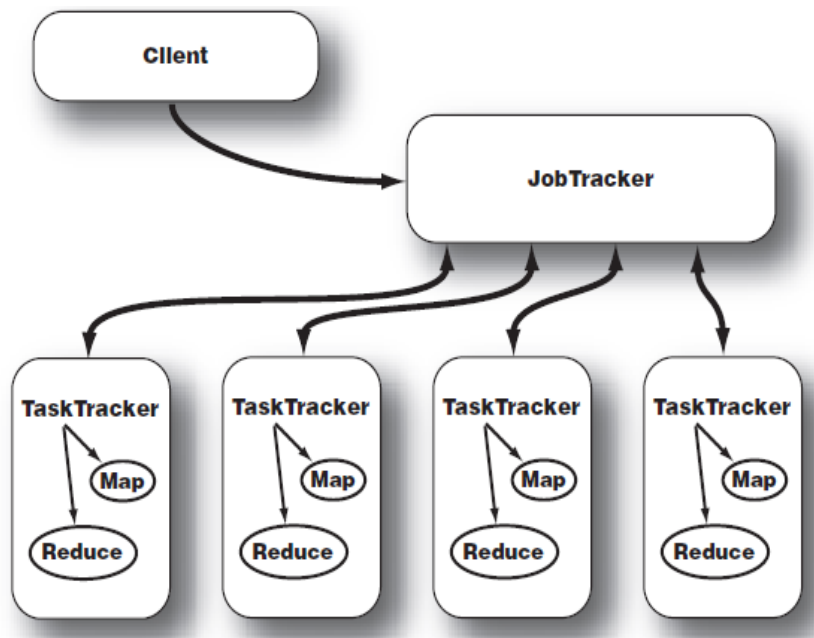 Client
JobTracker
TaskTracker
Map
Reduce
TaskTracker
Map
Reduce
TaskTracker
Map
Reduce
TaskTracker
Map
Reduce